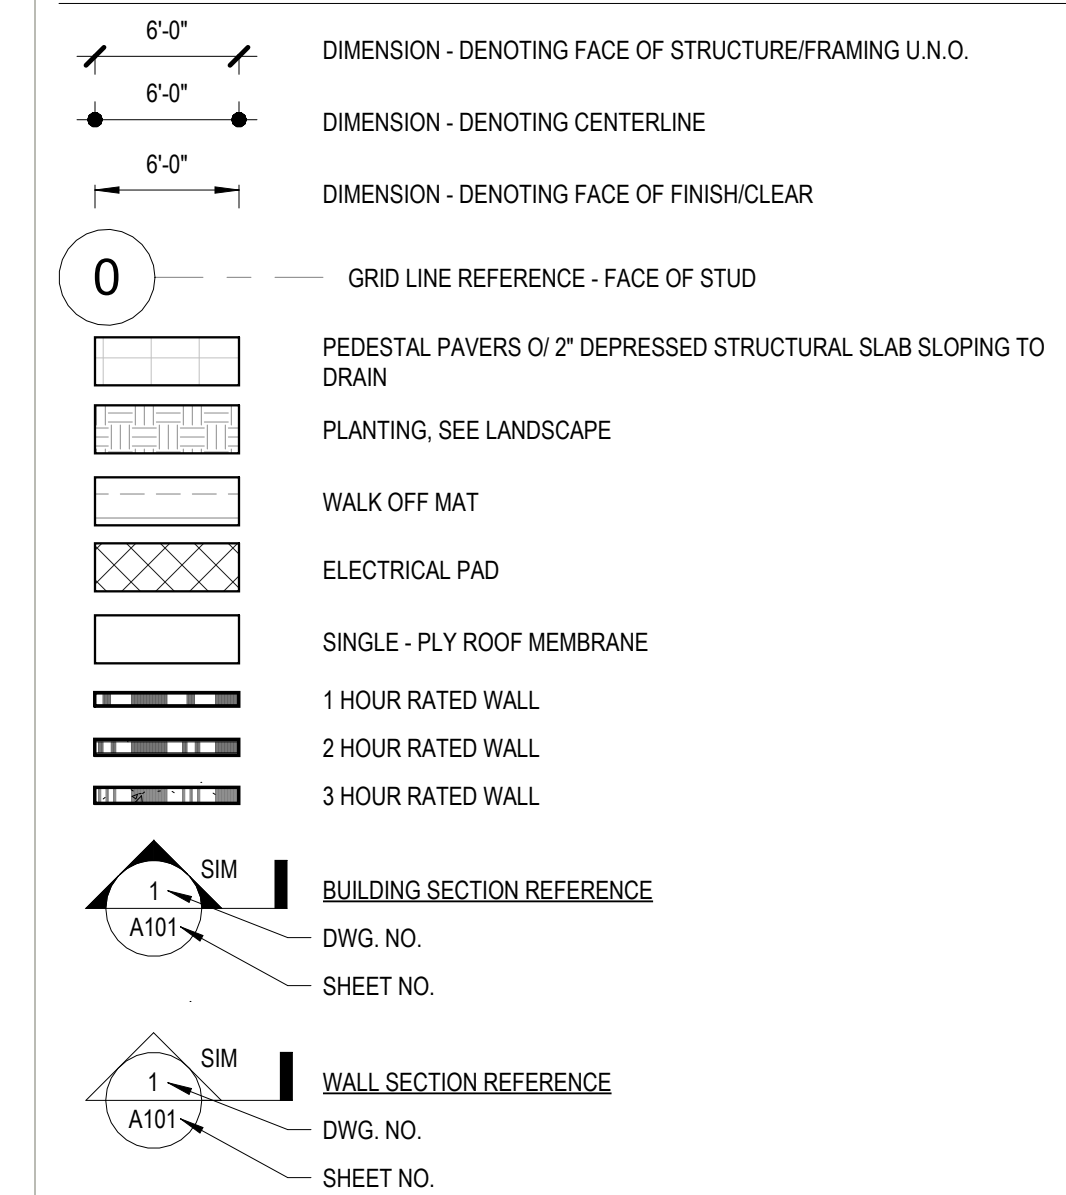 6'-0"
DIMENSION - DENOTING FACE OF STRUCTURE/FRAMING U.N.O.
6'-0"
DIMENSION - DENOTING CENTERLINE
6'-0"
DIMENSION - DENOTING FACE OF FINISH/CLEAR
0
GRID LINE REFERENCE - FACE OF STUD
PEDESTAL PAVERS O/ 2" DEPRESSED STRUCTURAL SLAB SLOPING TO
DRAIN
PLANTING, SEE LANDSCAPE
WALK OFF MAT
ELECTRICAL PAD
SINGLE - PLY ROOF MEMBRANE
1 HOUR RATED WALL
2 HOUR RATED WALL
3 HOUR RATED WALL
SIM
1
BUILDING SECTION REFERENCE
A101
DWG. NO.
SHEET NO.
SIM
1
WALL SECTION REFERENCE
A101
DWG. NO.
SHEET NO.